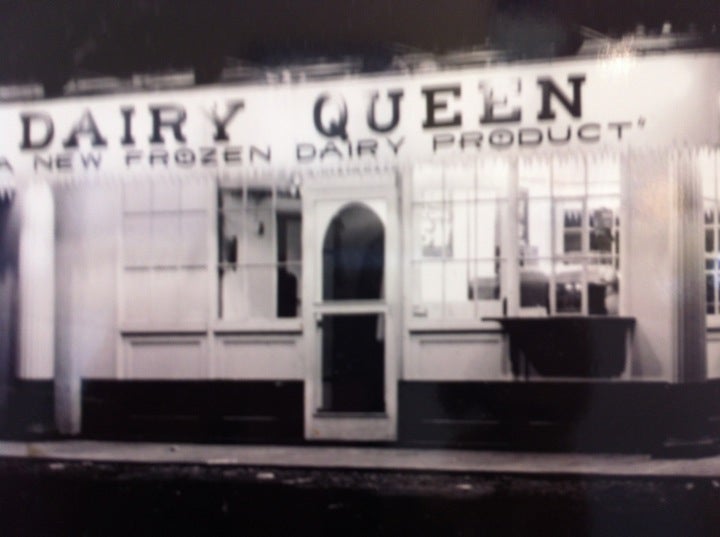 DAIRY QUEEN
A NEW FROZEN DAIRY PRODUCT"